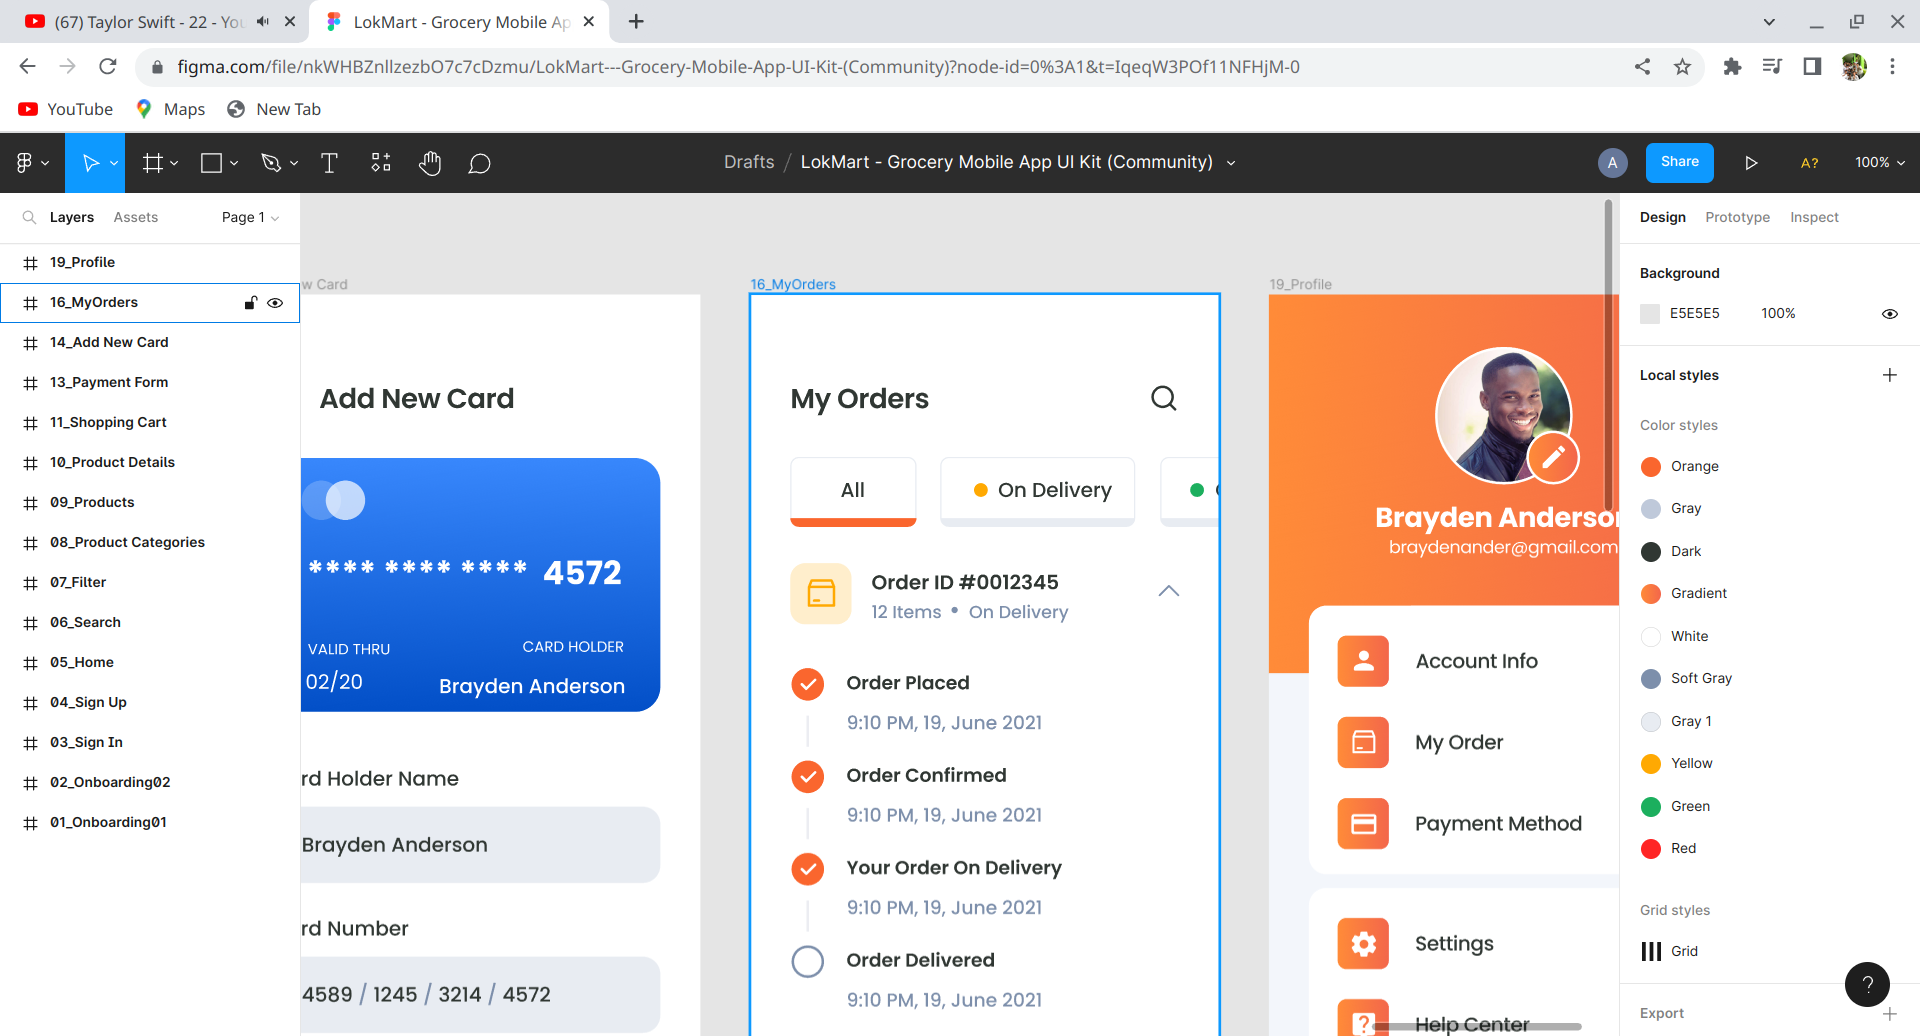 (67) Taylor Swift - 22 - You
LokMart - Grocery Mobile Ap
figma.com/file/nkWHBZnllzezbO7c7cDzmu/LokMart---Grocery-Mobile-App-UI-Kit-(Community)?node-id=0%3A1&t=IqeqW3POf11NFHjM-0
YouTube
Maps
New Tab
Drafts / LokMart - Grocery Mobile App UI Kit (Community)
A
Share
A?
100%
Layers
Assets
Page 1
19_Profile
16_MyOrders
14_Add New Card
13_Payment Form
11_Shopping Cart
10_Product Details
09_Products
08_Product Categories
07_Filter
06_Search
05_Home
04_Sign Up
03_Sign In
02_Onboarding02
01_Onboarding01
w Card
Add New Card
**** **** **** 4572
VALID THRU
CARD HOLDER
02/20
Brayden Anderson
rd Holder Name
Brayden Anderson
rd Number
4589 / 1245 / 3214 / 4572
16_MyOrders
My Orders
All
On Delivery
Order ID #0012345
12 Items • On Delivery
Order Placed
9:10 PM, 19, June 2021
Order Confirmed
9:10 PM, 19, June 2021
Your Order On Delivery
9:10 PM, 19, June 2021
Order Delivered
9:10 PM, 19, June 2021
19_Profile
Brayden Anderson
braydenander@gmail.com
Account Info
My Order
Payment Method
Settings
Help Center
Design
Prototype
Inspect
Background
E5E5E5
100%
Local styles
Color styles
Orange
Gray
Dark
Gradient
White
Soft Gray
Gray 1
Yellow
Green
Red
Grid styles
Grid
?
Export